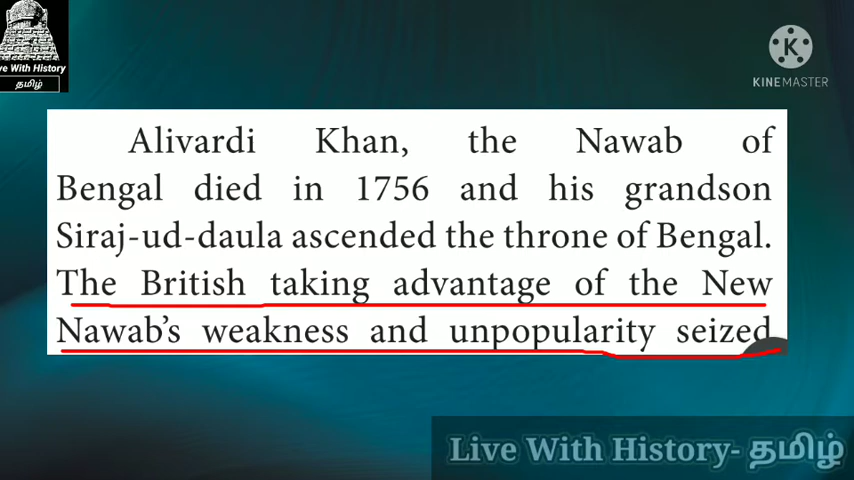 ve With History
தமிழ்
K
KINEMASTER
Alivardi Khan, the Nawab of
Bengal died in 1756 and his grandson
Siraj-ud-daula ascended the throne of Bengal.
The British taking advantage of the New
Nawab's weakness and unpopularity seized
Live With History- தமிழ்